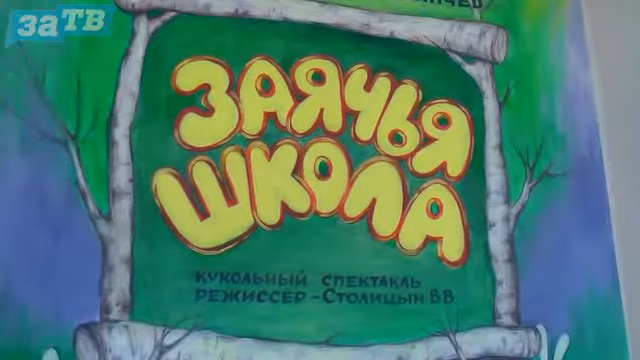 заТВ
ЗАЯЧЬЯ
ШКОЛА
КУКОЛЬНЫЙ СПЕКТАКЛЬ
РЕЖИССЕР - СТОЛИЦЫН В В